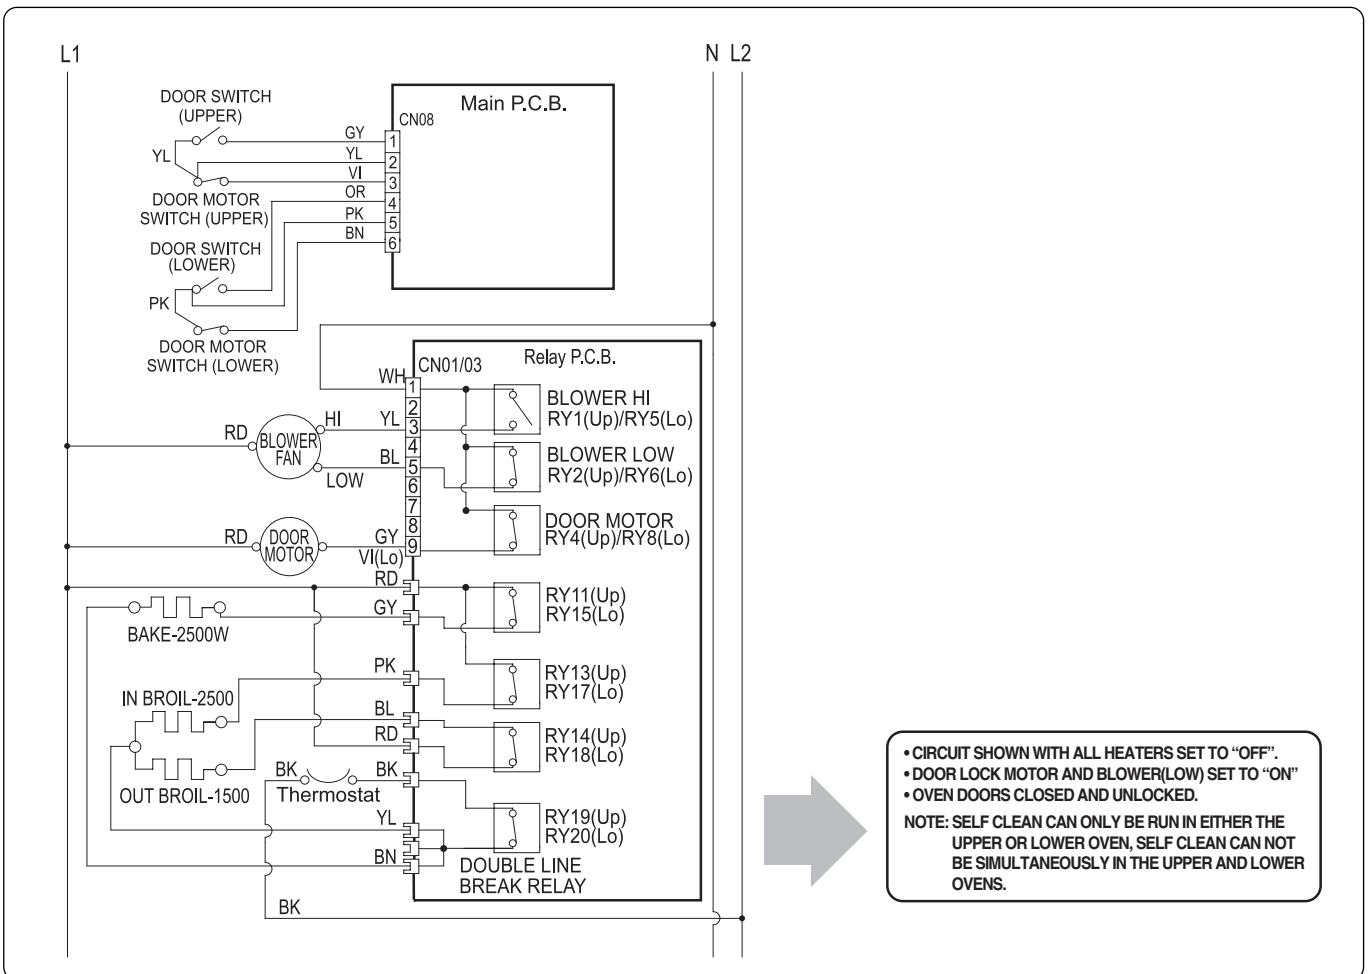 L1
N L2
DOOR SWITCH
(UPPER)
YL
DOOR MOTOR
SWITCH (UPPER)
Main P.C.B.
CN08
GY
1
YL
2
VI
3
OR
4
PK
5
BN
6
DOOR SWITCH
(LOWER)
PK
DOOR MOTOR
SWITCH (LOWER)
Relay P.C.B.
CN01/03
WH
1
2
3
4
5
6
7
8
9
BLOWER HI
RY1(Up)/RY5(Lo)
RD
BLOWER
FAN
HI
YL
LOW
BL
BLOWER LOW
RY2(Up)/RY6(Lo)
DOOR MOTOR
RY4(Up)/RY8(Lo)
RD
DOOR
MOTOR
GY
VI(Lo)
RD
GY
RY11(Up)
RY15(Lo)
BAKE-2500W
PK
RY13(Up)
RY17(Lo)
IN BROIL-2500
BL
RD
RY14(Up)
RY18(Lo)
OUT BROIL-1500
BK
BK
Thermostat
YL
RY19(Up)
RY20(Lo)
BN
DOUBLE LINE
BREAK RELAY
BK
• CIRCUIT SHOWN WITH ALL HEATERS SET TO “OFF”.
• DOOR LOCK MOTOR AND BLOWER(LOW) SET TO “ON”
• OVEN DOORS CLOSED AND UNLOCKED.
NOTE: SELF CLEAN CAN ONLY BE RUN IN EITHER THE
UPPER OR LOWER OVEN, SELF CLEAN CAN NOT
BE SIMULTANEOUSLY IN THE UPPER AND LOWER
OVENS.